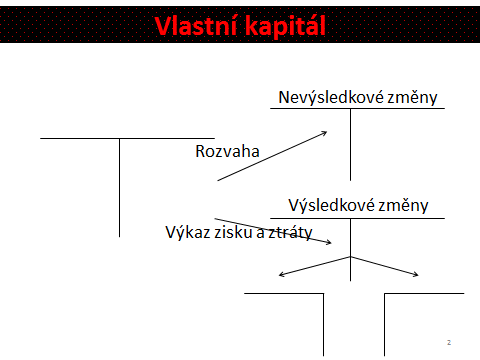 Vlastní kapitál
Nevýsledkové změny
Rozvaha
Výsledkové změny
Výkaz zisku a ztráty
2